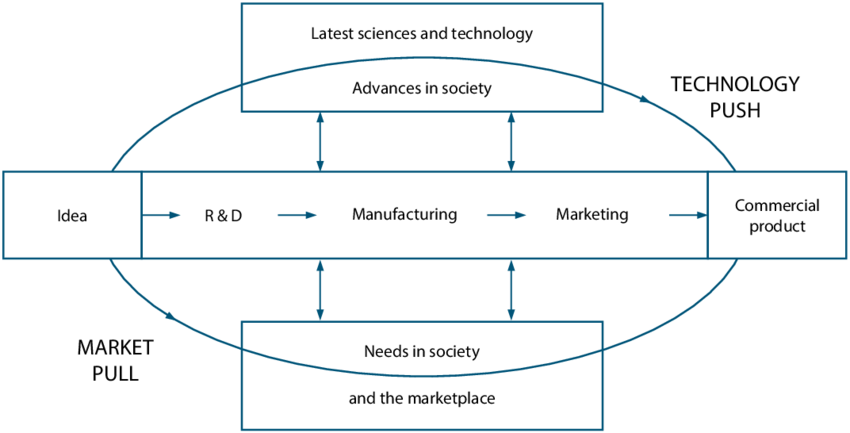 Latest sciences and technology
Advances in society
TECHNOLOGY
PUSH
Idea
R & D
Manufacturing
Marketing
Commercial
product
MARKET
PULL
Needs in society
and the marketplace